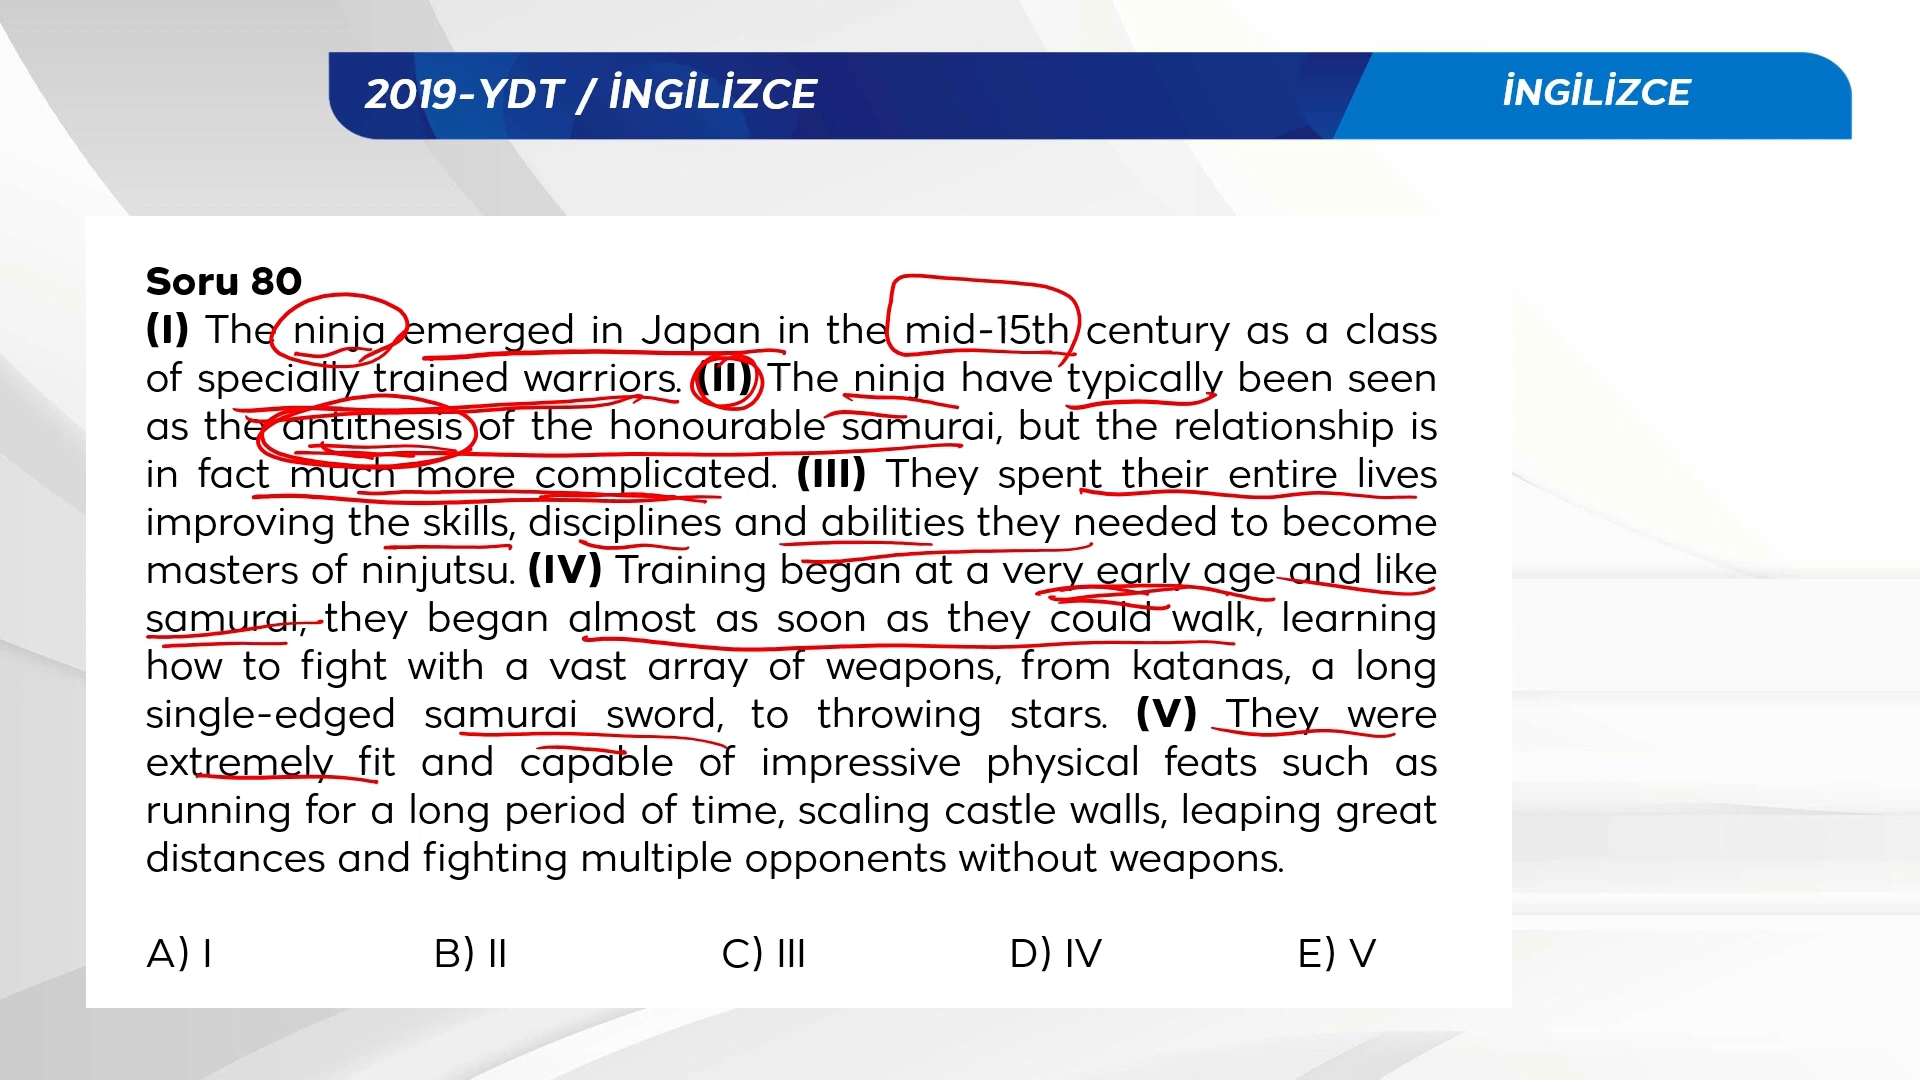 2019-YDT / İNGİLİZCE
İNGİLİZCE
Soru 80
(I) The ninja emerged in Japan in the mid-15th century as a class
of specially trained warriors. (II) The ninja have typically been seen
as the antithesis of the honourable samurai, but the relationship is
in fact much more complicated. (III) They spent their entire lives
improving the skills, disciplines and abilities they needed to become
masters of ninjutsu. (IV) Training began at a very early age and like
samurai, they began almost as soon as they could walk, learning
how to fight with a vast array of weapons, from katanas, a long
single-edged samurai sword, to throwing stars. (V) They were
extremely fit and capable of impressive physical feats such as
running for a long period of time, scaling castle walls, leaping great
distances and fighting multiple opponents without weapons.
A) I B) II C) III D) IV E) V